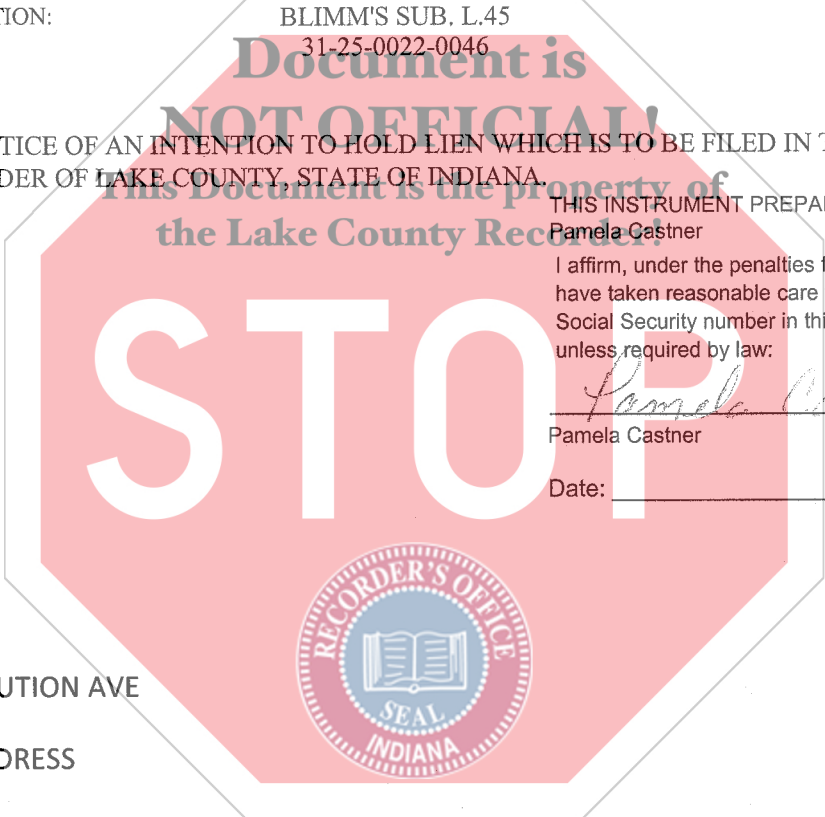 TION:
BLIMM'S SUB. L.45
31-25-0022-0046
Document is
NOT OFFICIAL!
TICE OF AN INTENTION TO HOLD LIEN WHICH IS TO BE FILED IN T
DER OF LAKE COUNTY, STATE OF INDIANA.
This Document is the property of
the Lake County Recorder!
THIS INSTRUMENT PREPA
Pamela Castner
I affirm, under the penalties f
have taken reasonable care
Social Security number in thi
unless required by law:
Pamela
Pamela Castner
Date:
STOP
RECORDER'S OFFICE
SEAL
INDIANA
UTION AVE
DRESS